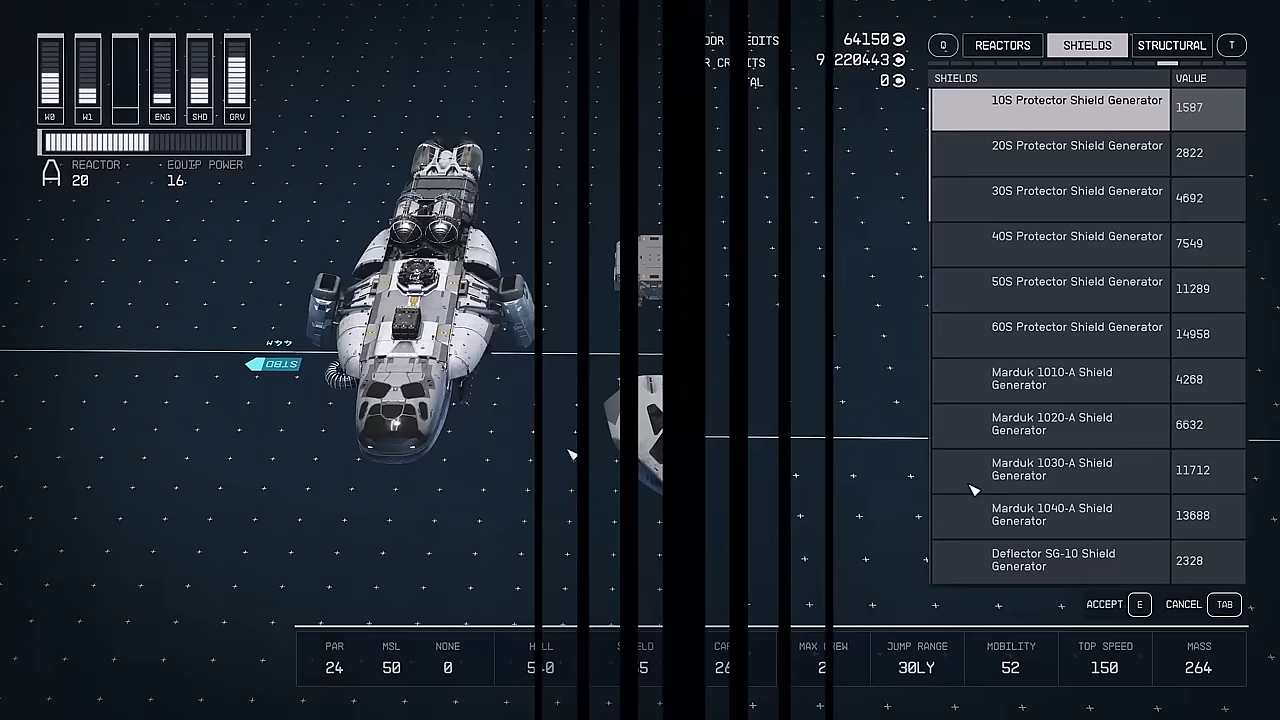 W0
W1
ENG
SHD
GRV
REACTOR
20
EQUIP POWER
16
STBD
64150
220443
0
Q
REACTORS
SHIELDS
STRUCTURAL
T
SHIELDS
VALUE
10S Protector Shield Generator
1587
20S Protector Shield Generator
2822
30S Protector Shield Generator
4692
40S Protector Shield Generator
7549
50S Protector Shield Generator
11289
60S Protector Shield Generator
14958
Marduk 1010-A Shield
Generator
4268
Marduk 1020-A Shield
Generator
6632
Marduk 1030-A Shield
Generator
11712
Marduk 1040-A Shield
Generator
13688
Deflector SG-10 Shield
Generator
2328
ACCEPT
E
CANCEL
TAB
PAR
24
MSL
50
NONE
0
MAX
JUMP RANGE
30LY
MOBILITY
52
TOP SPEED
150
MASS
264